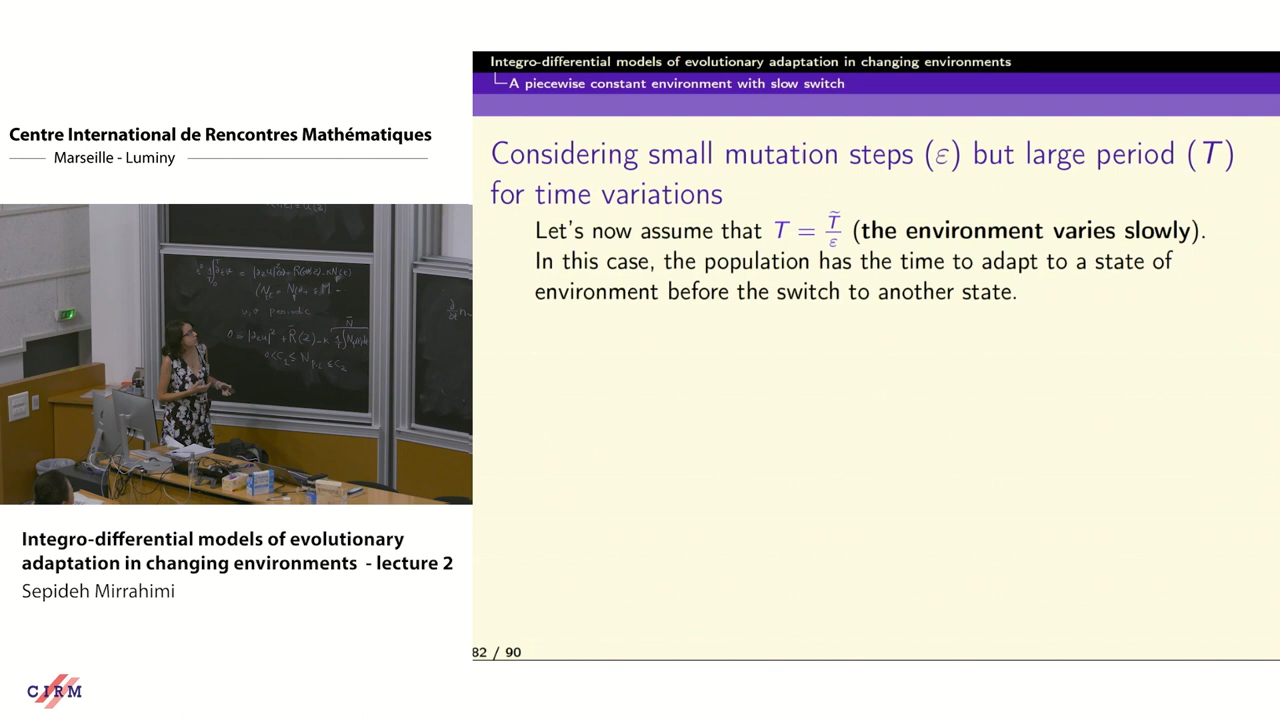 Centre International de Rencontres Mathématiques
Marseille - Luminy
Integro-differential models of evolutionary
adaptation in changing environments - lecture 2
Sepideh Mirrahimi
CIRM
Integro-differential models of evolutionary adaptation in changing environments
A piecewise constant environment with slow switch
Considering small mutation steps (ε) but large period (T)
for time variations
Let's now assume that T = T̃/ε (the environment varies slowly).
In this case, the population has the time to adapt to a state of
environment before the switch to another state.
82 / 90
u, υ periodic